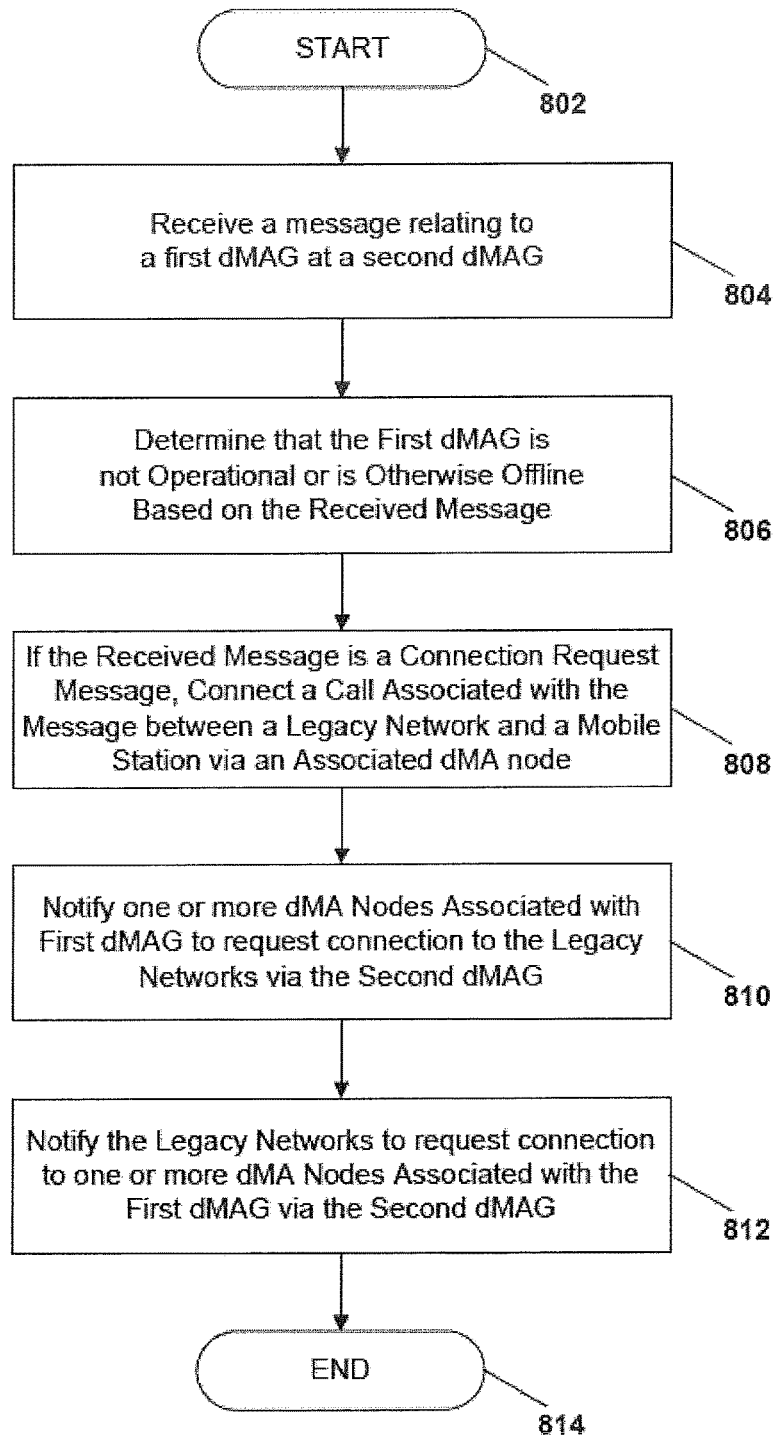 START
802
Receive a message relating to
a first dMAG at a second dMAG
804
Determine that the First dMAG is
not Operational or is Otherwise Offline
Based on the Received Message
806
If the Received Message is a Connection Request
Message, Connect a Call Associated with the
Message between a Legacy Network and a Mobile
Station via an Associated dMA node
808
Notify one or more dMA Nodes Associated with
First dMAG to request connection to the Legacy
Networks via the Second dMAG
810
Notify the Legacy Networks to request connection
to one or more dMA Nodes Associated with the
First dMAG via the Second dMAG
812
END
814